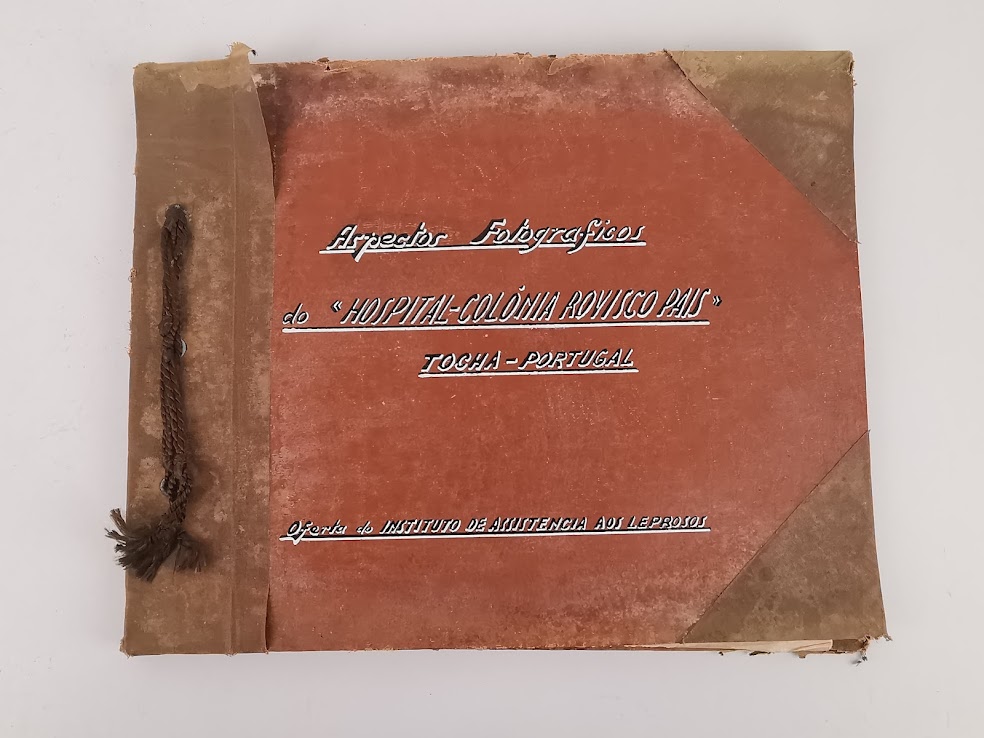 Aspectos Fotograficos
do «HOSPITAL-COLÓNIA ROVISCO PAIS»
TOCHA - PORTUGAL
Oferta do INSTITUTO DE ASSISTENCIA AOS LEPROSOS